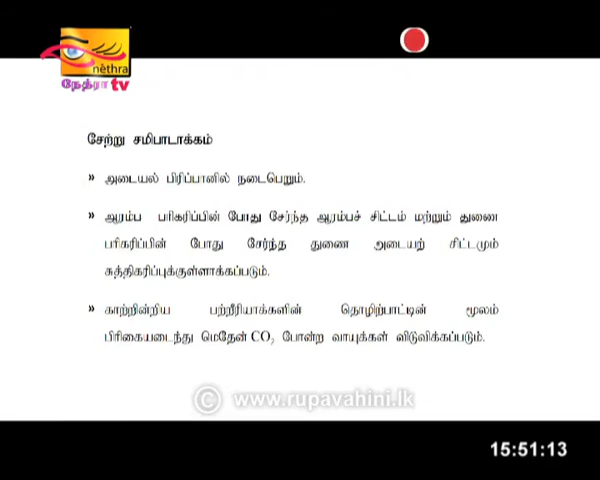 nethra
நேத்ரா tv
சேற்று சமிபாடாக்கம்
» அடையல் பிரிப்பானில் நடைபெறும்.
» ஆரம்ப பரிகரிப்பின் போது சேர்ந்த ஆரம்பச் சிட்டம் மற்றும் துணை
பரிகரிப்பின் போது சேர்ந்த துணை அடையற் சிட்டமும்
சுத்திகரிப்புக்குள்ளாக்கப்படும்.
» காற்றின்றிய பற்றீரியாக்களின் தொழிற்பாட்டின் மூலம்
பிரிகையடைந்து மெதேன் CO₂ போன்ற வாயுக்கள் விடுவிக்கப்படும்.
© www.rupavahini.lk
15:51:13